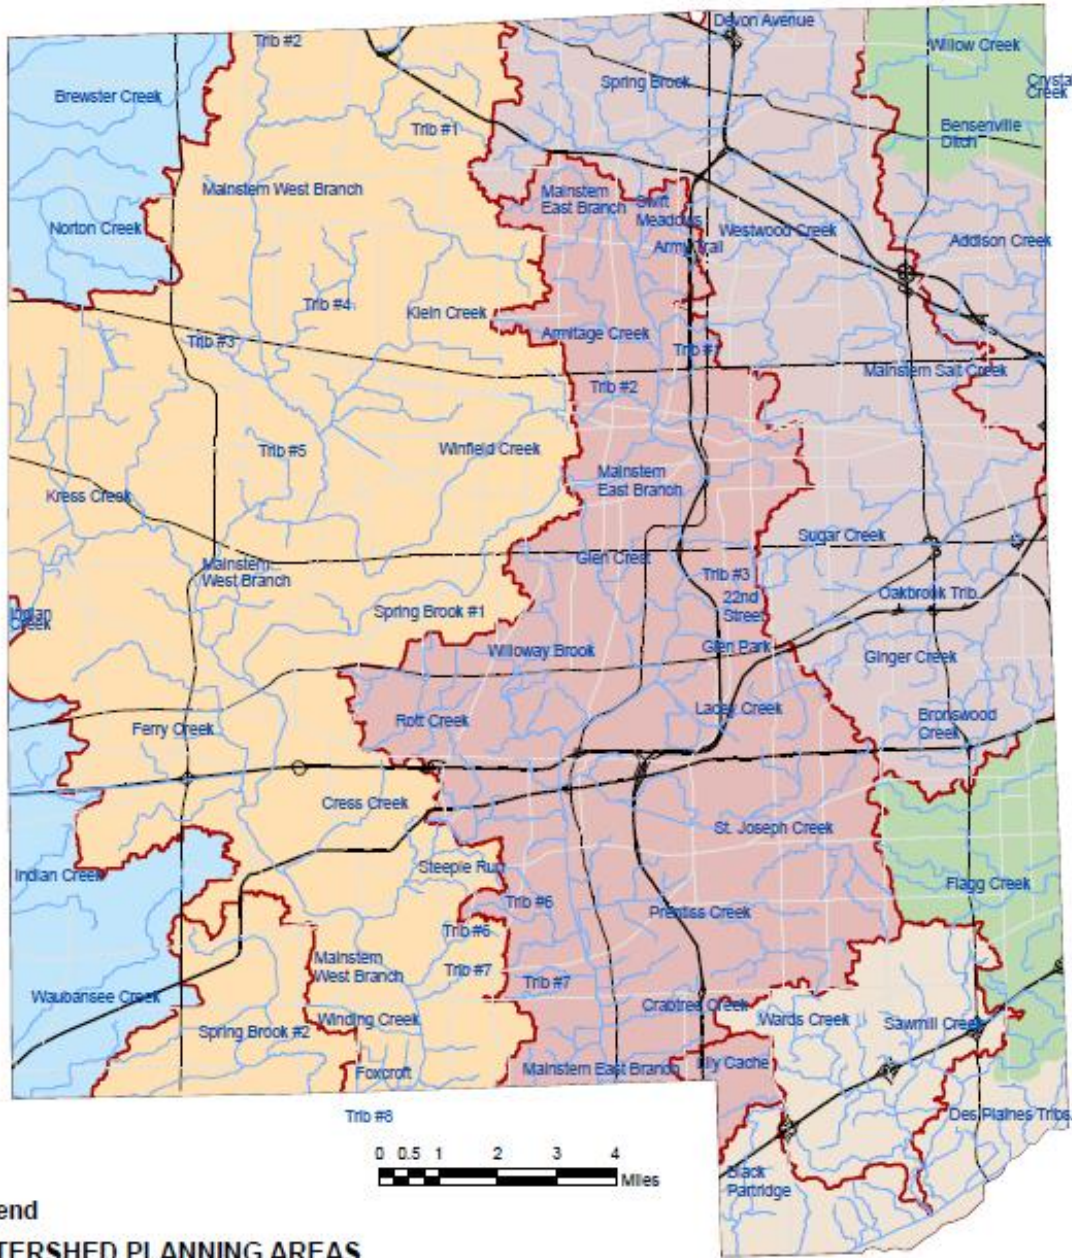 Devon Avenue
Trib #2
Willow Creek
Spring Brook
Brewster Creek
Crysta
Creek
Trib #1
Bensenville
Ditch
Mainstem West Branch
Mainstem
East Branch
Swift
Meadows
Norton Creek
Westwood Creek
Addison Creek
Army Trail
Trib #4
Klein Creek
Armitage Creek
Trib #3
Trib #1
Mainstem Salt Creek
Trib #2
Trib #5
Winfield Creek
Mainstem
East Branch
Kress Creek
Sugar Creek
Glen Crest
Mainstem
West Branch
Trib #3
22nd
Street
Oakbrook Trib.
Indian
Creek
Spring Brook #1
Willoway Brook
Glen Park
Ginger Creek
Rott Creek
Lacey Creek
Bronswood
Creek
Ferry Creek
Cress Creek
St. Joseph Creek
Steeple Run
Indian Creek
Flagg Creek
Trib #6
Prentiss Creek
Trib #6
Mainstem
West Branch
Trib #7
Trib #7
Waubansee Creek
Crabtree Creek
Spring Brook #2
Winding Creek
Wards Creek
Sawmill Creek
Foxcroft
Mainstem East Branch
Lily Cache
Trib #8
Des Plaines Tribs.
0 0.5 1 2 3 4
Miles
Black
Partridge
end
TERSHED PLANNING AREAS